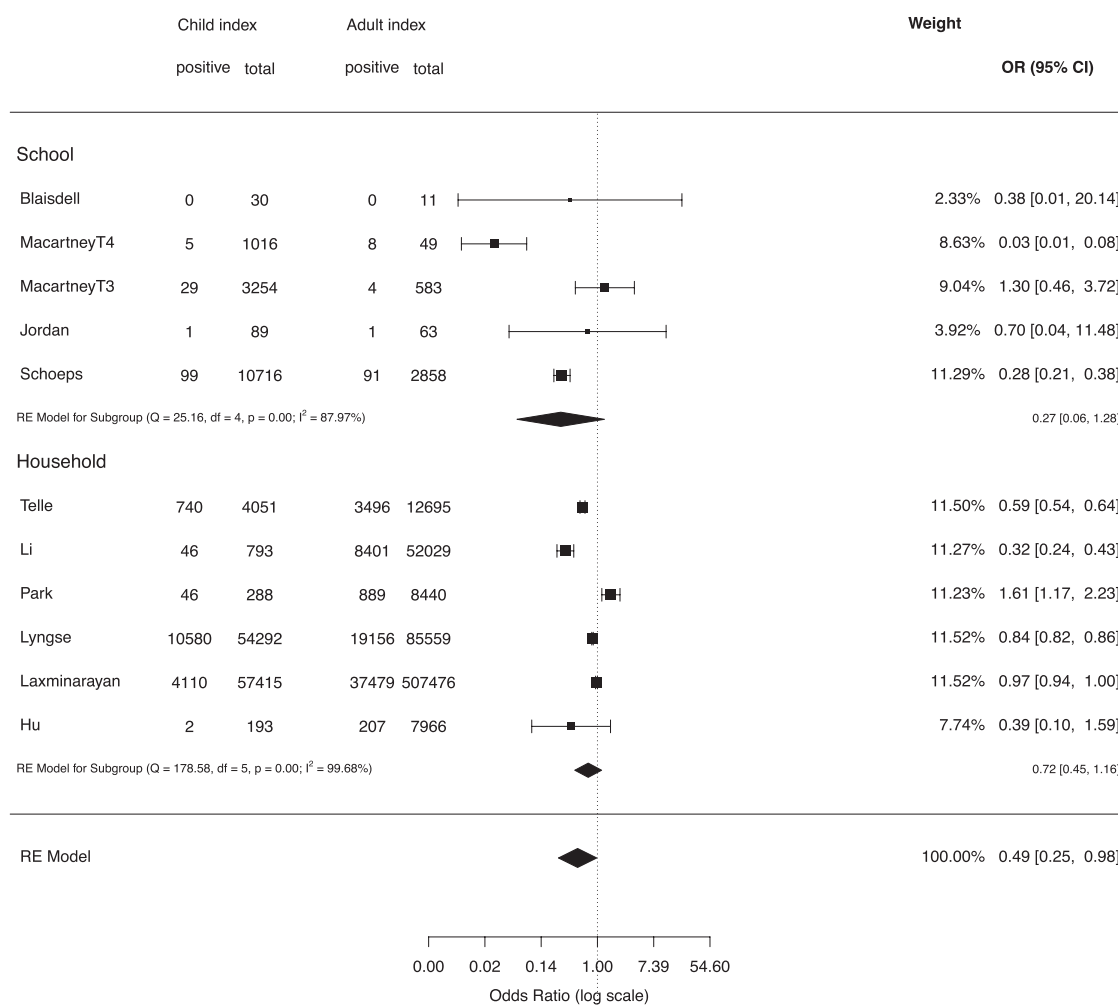 Child index Adult index Weight
positive total positive total OR (95% CI)
School
Blaisdell 0 30 0 11 2.33% 0.38 [0.01, 20.14]
MacartneyT4 5 1016 8 49 8.63% 0.03 [0.01, 0.08]
MacartneyT3 29 3254 4 583 9.04% 1.30 [0.46, 3.72]
Jordan 1 89 1 63 3.92% 0.70 [0.04, 11.48]
Schoeps 99 10716 91 2858 11.29% 0.28 [0.21, 0.38]
RE Model for Subgroup (Q = 25.16, df = 4, p = 0.00; I² = 87.97%) 0.27 [0.06, 1.28]
Household
Telle 740 4051 3496 12695 11.50% 0.59 [0.54, 0.64]
Li 46 793 8401 52029 11.27% 0.32 [0.24, 0.43]
Park 46 288 889 8440 11.23% 1.61 [1.17, 2.23]
Lyngse 10580 54292 19156 85559 11.52% 0.84 [0.82, 0.86]
Laxminarayan 4110 57415 37479 507476 11.52% 0.97 [0.94, 1.00]
Hu 2 193 207 7966 7.74% 0.39 [0.10, 1.59]
RE Model for Subgroup (Q = 178.58, df = 5, p = 0.00; I² = 99.68%) 0.72 [0.45, 1.16]
RE Model 100.00% 0.49 [0.25, 0.98]
0.00 0.02 0.14 1.00 7.39 54.60
Odds Ratio (log scale)